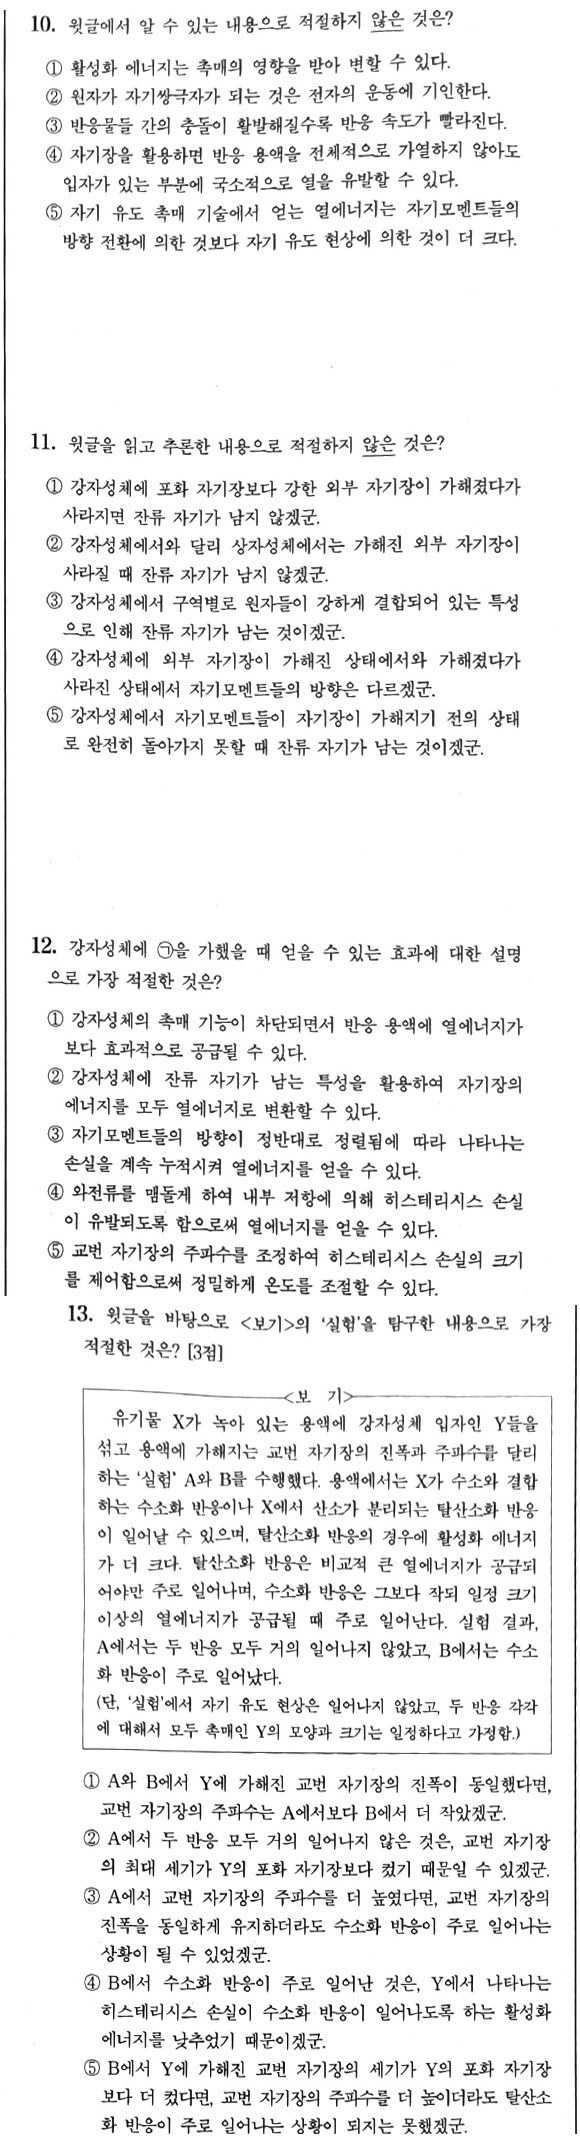 10. 윗글에서 알 수 있는 내용으로 적절하지 않은 것은?
① 활성화 에너지는 촉매의 영향을 받아 변할 수 있다.
② 원자가 자기쌍극자가 되는 것은 전자의 운동에 기인한다.
③ 반응물들 간의 충돌이 활발해질수록 반응 속도가 빨라진다.
④ 자기장을 활용하면 반응 용액을 전체적으로 가열하지 않아도
입자가 있는 부분에 국소적으로 열을 유발할 수 있다.
⑤ 자기 유도 촉매 기술에서 얻는 열에너지는 자기모멘트들의
방향 전환에 의한 것보다 자기 유도 현상에 의한 것이 더 크다.
11. 윗글을 읽고 추론한 내용으로 적절하지 않은 것은?
① 강자성체에 포화 자기장보다 강한 외부 자기장이 가해졌다가
사라지면 잔류 자기가 남지 않겠군.
② 강자성체에서와 달리 상자성체에서는 가해진 외부 자기장이
사라질 때 잔류 자기가 남지 않겠군.
③ 강자성체에서 구역별로 원자들이 강하게 결합되어 있는 특성
으로 인해 잔류 자기가 남는 것이겠군.
④ 강자성체에 외부 자기장이 가해진 상태에서와 가해졌다가
사라진 상태에서 자기모멘트들의 방향은 다르겠군.
⑤ 강자성체에서 자기모멘트들이 자기장이 가해지기 전의 상태
로 완전히 돌아가지 못할 때 잔류 자기가 남는 것이겠군.
12. 강자성체에 ㉠을 가했을 때 얻을 수 있는 효과에 대한 설명
으로 가장 적절한 것은?
① 강자성체의 촉매 기능이 차단되면서 반응 용액에 열에너지가
보다 효과적으로 공급될 수 있다.
② 강자성체에 잔류 자기가 남는 특성을 활용하여 자기장의
에너지를 모두 열에너지로 변환할 수 있다.
③ 자기모멘트들의 방향이 정반대로 정렬됨에 따라 나타나는
손실을 계속 누적시켜 열에너지를 얻을 수 있다.
④ 와전류를 맴돌게 하여 내부 저항에 의해 히스테리시스 손실
이 유발되도록 함으로써 열에너지를 얻을 수 있다.
⑤ 교번 자기장의 주파수를 조정하여 히스테리시스 손실의 크기
를 제어함으로써 정밀하게 온도를 조절할 수 있다.
13. 윗글을 바탕으로 <보기>의 '실험'을 탐구한 내용으로 가장
적절한 것은? [3점]
<보 기>
유기물 X가 녹아 있는 용액에 강자성체 입자인 Y들을
섞고 용액에 가해지는 교번 자기장의 진폭과 주파수를 달리
하는 '실험' A와 B를 수행했다. 용액에서는 X가 수소와 결합
하는 수소화 반응이나 X에서 산소가 분리되는 탈산소화 반응
이 일어날 수 있으며, 탈산소화 반응의 경우에 활성화 에너지
가 더 크다. 탈산소화 반응은 비교적 큰 열에너지가 공급되
어야만 주로 일어나며, 수소화 반응은 그보다 작되 일정 크기
이상의 열에너지가 공급될 때 주로 일어난다. 실험 결과,
A에서는 두 반응 모두 거의 일어나지 않았고, B에서는 수소
화 반응이 주로 일어났다.
(단, '실험'에서 자기 유도 현상은 일어나지 않았고, 두 반응 각각
에 대해서 모두 촉매인 Y의 모양과 크기는 일정하다고 가정함.)
① A와 B에서 Y에 가해진 교번 자기장의 진폭이 동일했다면,
교번 자기장의 주파수는 A에서보다 B에서 더 작았겠군.
② A에서 두 반응 모두 거의 일어나지 않은 것은, 교번 자기장
의 최대 세기가 Y의 포화 자기장보다 컸기 때문일 수 있겠군.
③ A에서 교번 자기장의 주파수를 더 높였다면, 교번 자기장의
진폭을 동일하게 유지하더라도 수소화 반응이 주로 일어나는
상황이 될 수 있었겠군.
④ B에서 수소화 반응이 주로 일어난 것은, Y에서 나타나는
히스테리시스 손실이 수소화 반응이 일어나도록 하는 활성화
에너지를 낮추었기 때문이겠군.
⑤ B에서 Y에 가해진 교번 자기장의 세기가 Y의 포화 자기장
보다 더 컸다면, 교번 자기장의 주파수를 더 높이더라도 탈산소
화 반응이 주로 일어나는 상황이 되지는 못했겠군.